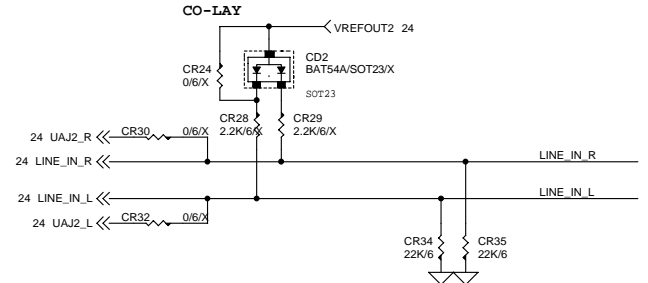 CO-LAY
VREFOUT2 24
CR24
0/6/X
CD2
BAT54A/SOT23/X
SOT23
CR28
2.2K/6/X
CR29
2.2K/6/X
24 UAJ2_R CR30 0/6/X
24 LINE_IN_R LINE_IN_R
24 LINE_IN_L LINE_IN_L
24 UAJ2_L CR32 0/6/X
CR34
22K/6
CR35
22K/6